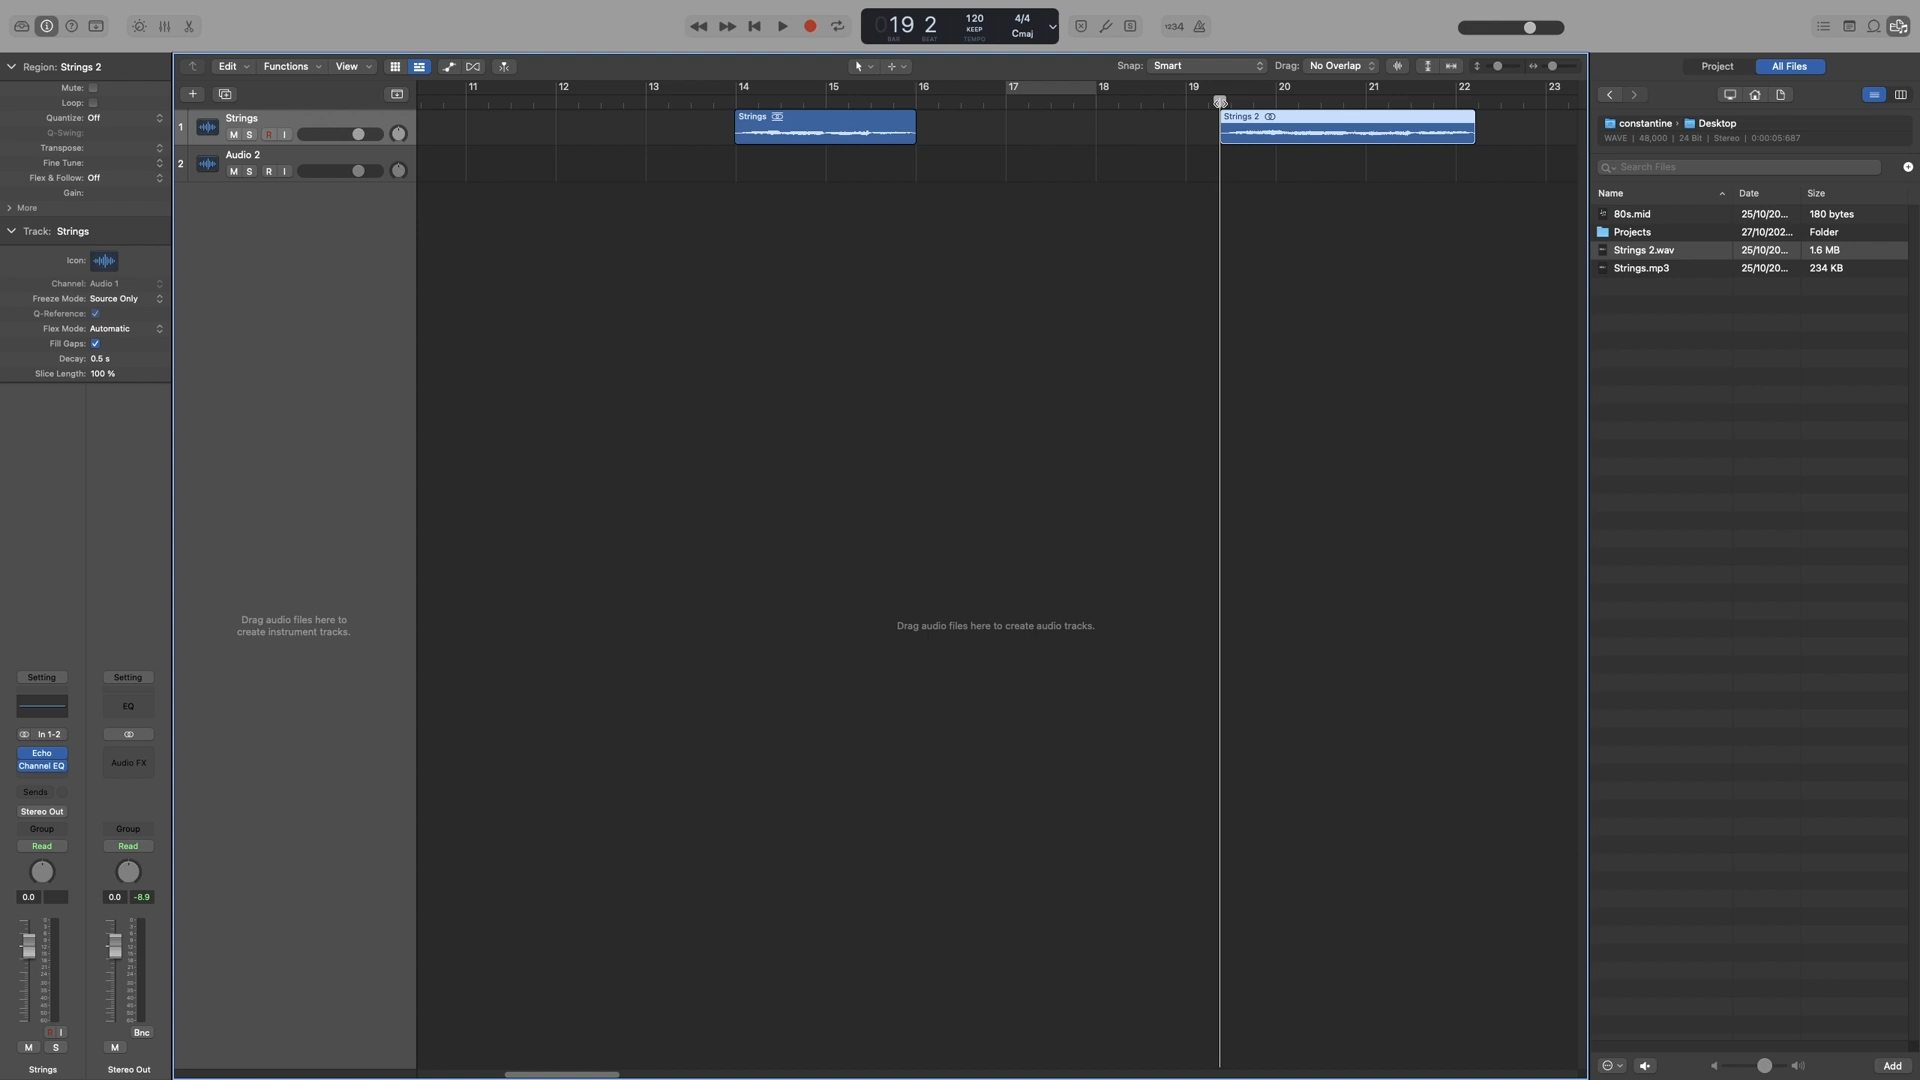 19 2
BAR
BEAT
120
KEEP
TEMPO
4/4
Cmaj
1234
Region: Strings 2
Mute:
Loop:
Quantize: Off
Q-Swing:
Transpose:
Fine Tune:
Flex & Follow: Off
Gain:
More
Track: Strings
Icon:
Channel: Audio 1
Freeze Mode: Source Only
Q-Reference:
Flex Mode: Automatic
Fill Gaps:
Decay: 0.5 s
Slice Length: 100 %
Setting
Setting
EQ
In 1-2
Echo
Channel EQ
Audio FX
Sends
Stereo Out
Group
Group
Read
Read
0.0
0.0 -8.9
R I
Bnc
M S
M
Strings
Stereo Out
Edit Functions View
Snap: Smart
Drag: No Overlap
11 12 13 14 15 16 17 18 19 20 21 22 23
1 Strings
M S R I
2 Audio 2
M S R I
Strings
Strings 2
Drag audio files here to
create instrument tracks.
Drag audio files here to create audio tracks.
Project All Files
constantine › Desktop
WAVE | 48,000 | 24 Bit | Stereo | 0:00:05:687
Search Files
Name Date Size
80s.mid 25/10/20... 180 bytes
Projects 27/10/202... Folder
Strings 2.wav 25/10/20... 1.6 MB
Strings.mp3 25/10/20... 234 KB
Add